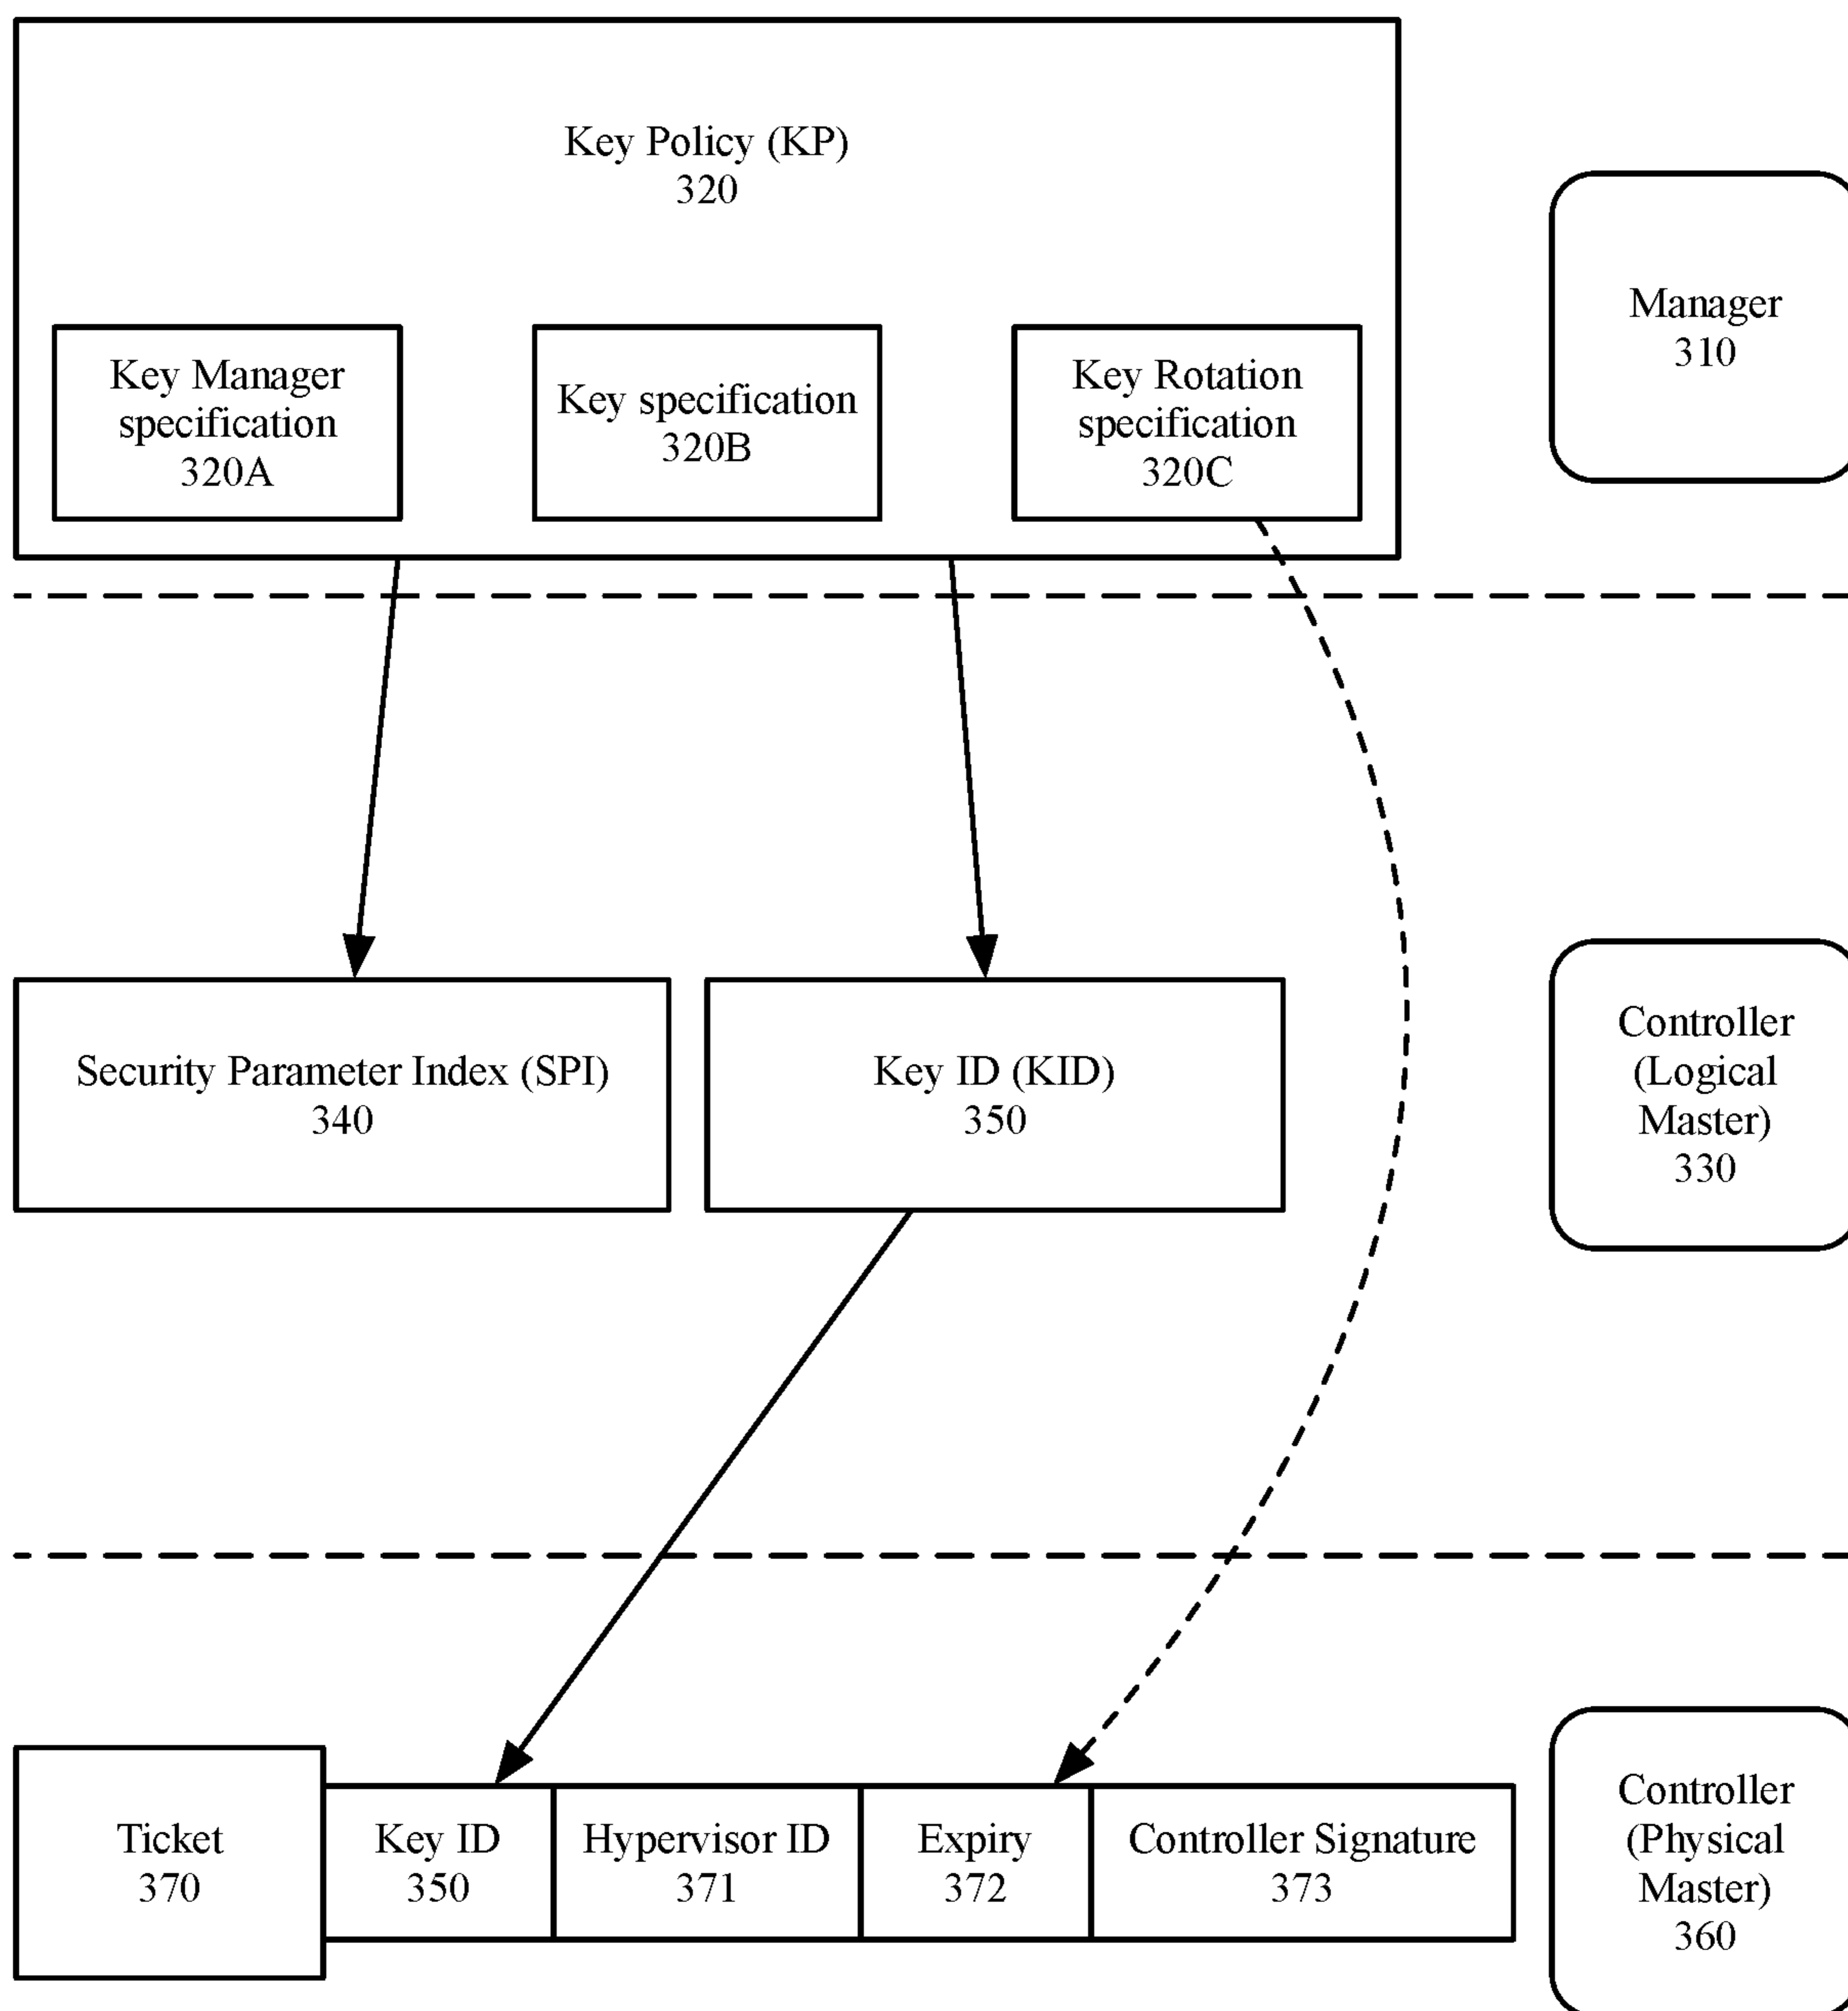 Key Policy (KP)
320
Key Manager
specification
320A
Key specification
320B
Key Rotation
specification
320C
Manager
310
Security Parameter Index (SPI)
340
Key ID (KID)
350
Controller
(Logical
Master)
330
Ticket
370
Key ID
350
Hypervisor ID
371
Expiry
372
Controller Signature
373
Controller
(Physical
Master)
360